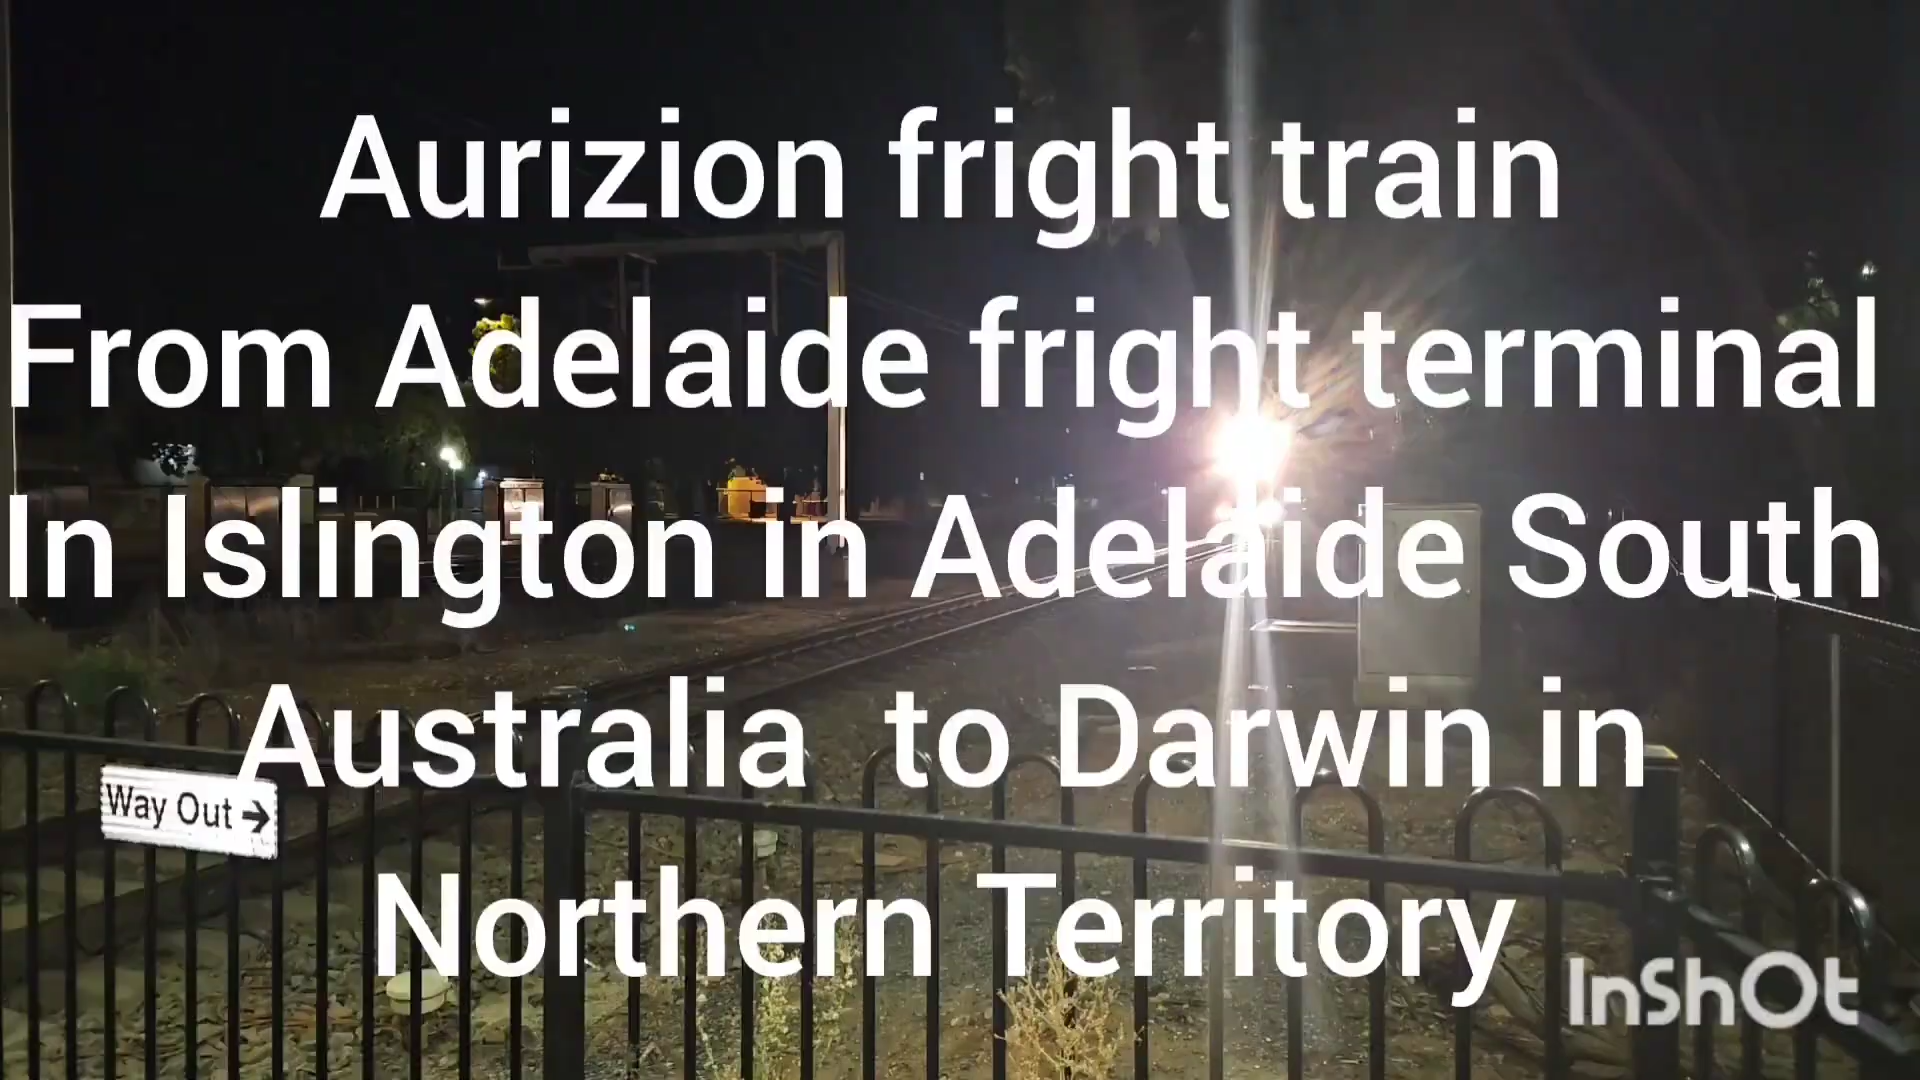 Aurizion fright train
From Adelaide fright terminal
In Islington in Adelaide South
Australia  to Darwin in
Way Out →
Northern Territory
InShOt